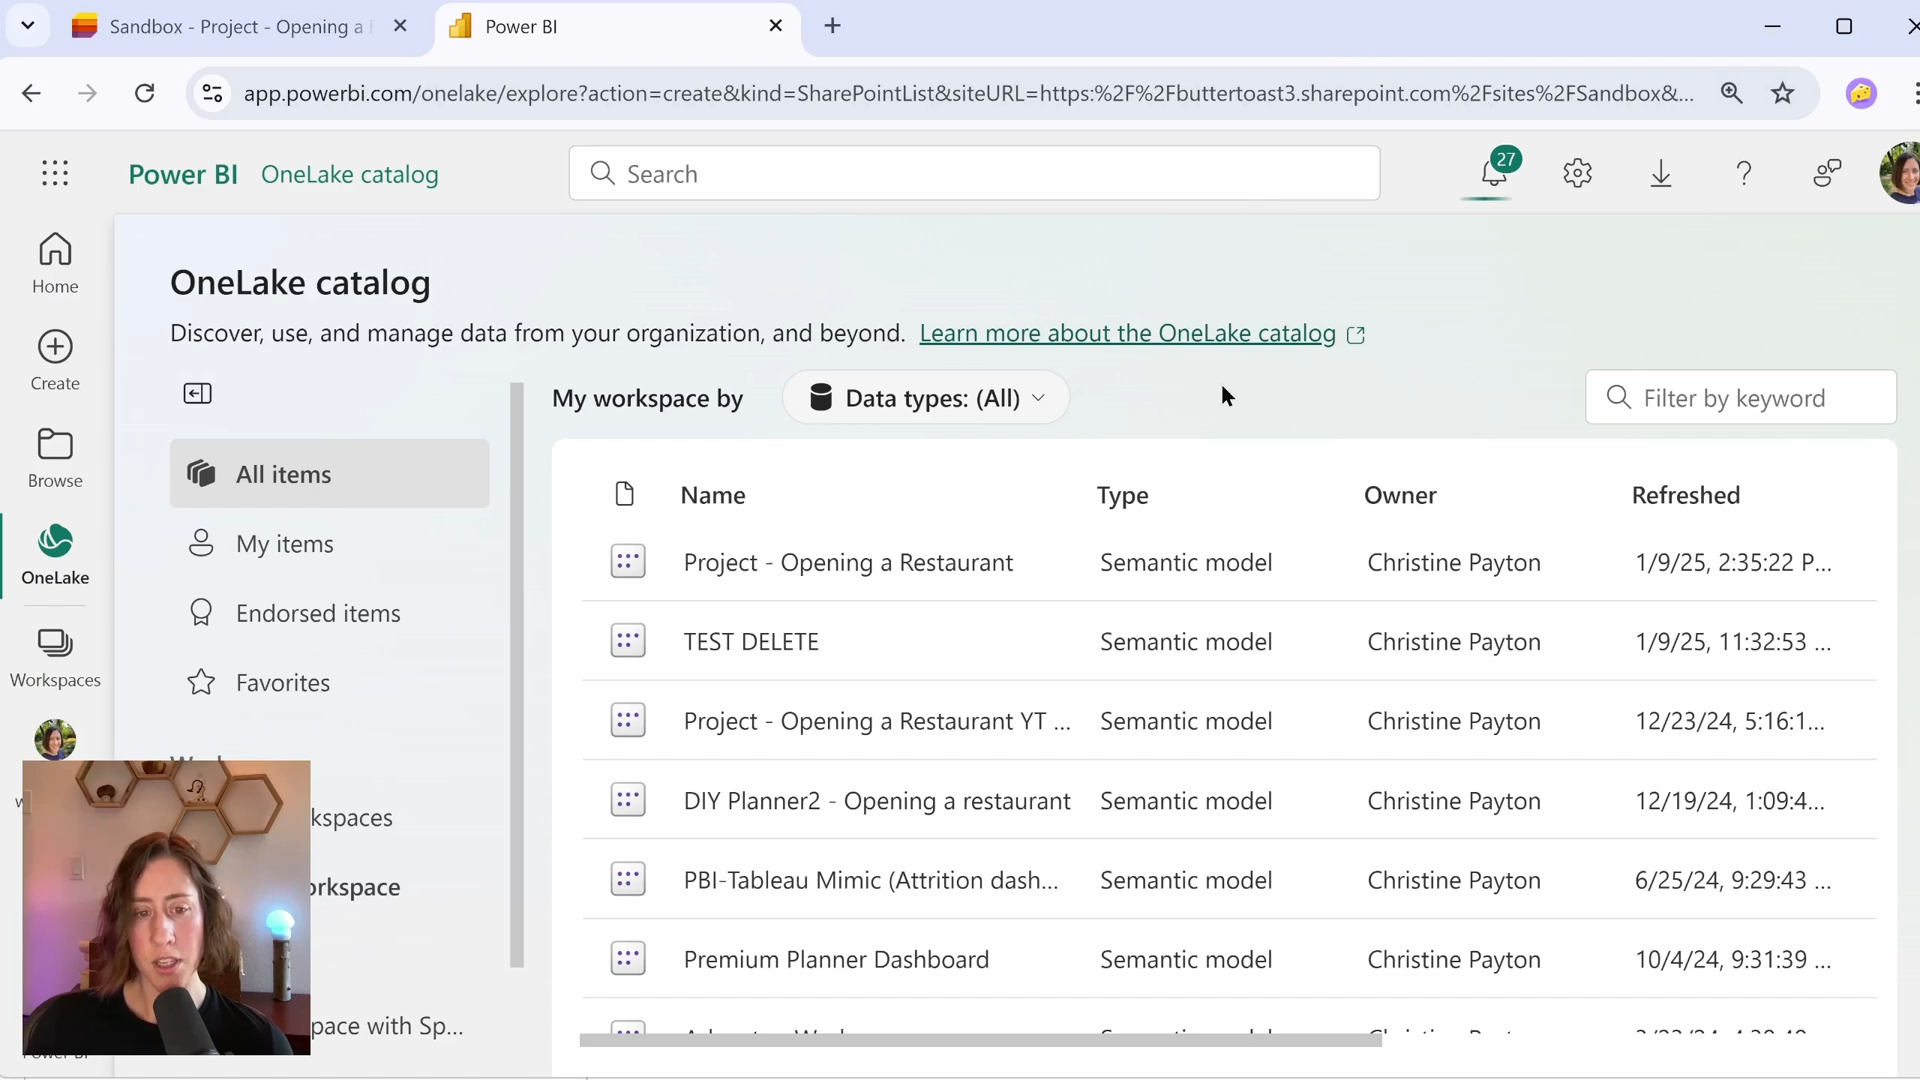 Sandbox - Project - Opening a
Power BI
app.powerbi.com/onelake/explore?action=create&kind=SharePointList&siteURL=https:%2F%2Fbuttertoast3.sharepoint.com%2Fsites%2FSandbox&...
Power BI OneLake catalog
Search
27
Home
Create
Browse
OneLake
Workspaces
OneLake catalog
Discover, use, and manage data from your organization, and beyond. Learn more about the OneLake catalog
All items
My items
Endorsed items
Favorites
kspaces
orkspace
pace with Sp...
My workspace by
Data types: (All)
Filter by keyword
Name Type Owner Refreshed
Project - Opening a Restaurant Semantic model Christine Payton 1/9/25, 2:35:22 P...
TEST DELETE Semantic model Christine Payton 1/9/25, 11:32:53 ...
Project - Opening a Restaurant YT ... Semantic model Christine Payton 12/23/24, 5:16:1...
DIY Planner2 - Opening a restaurant Semantic model Christine Payton 12/19/24, 1:09:4...
PBI-Tableau Mimic (Attrition dash... Semantic model Christine Payton 6/25/24, 9:29:43 ...
Premium Planner Dashboard Semantic model Christine Payton 10/4/24, 9:31:39 ...